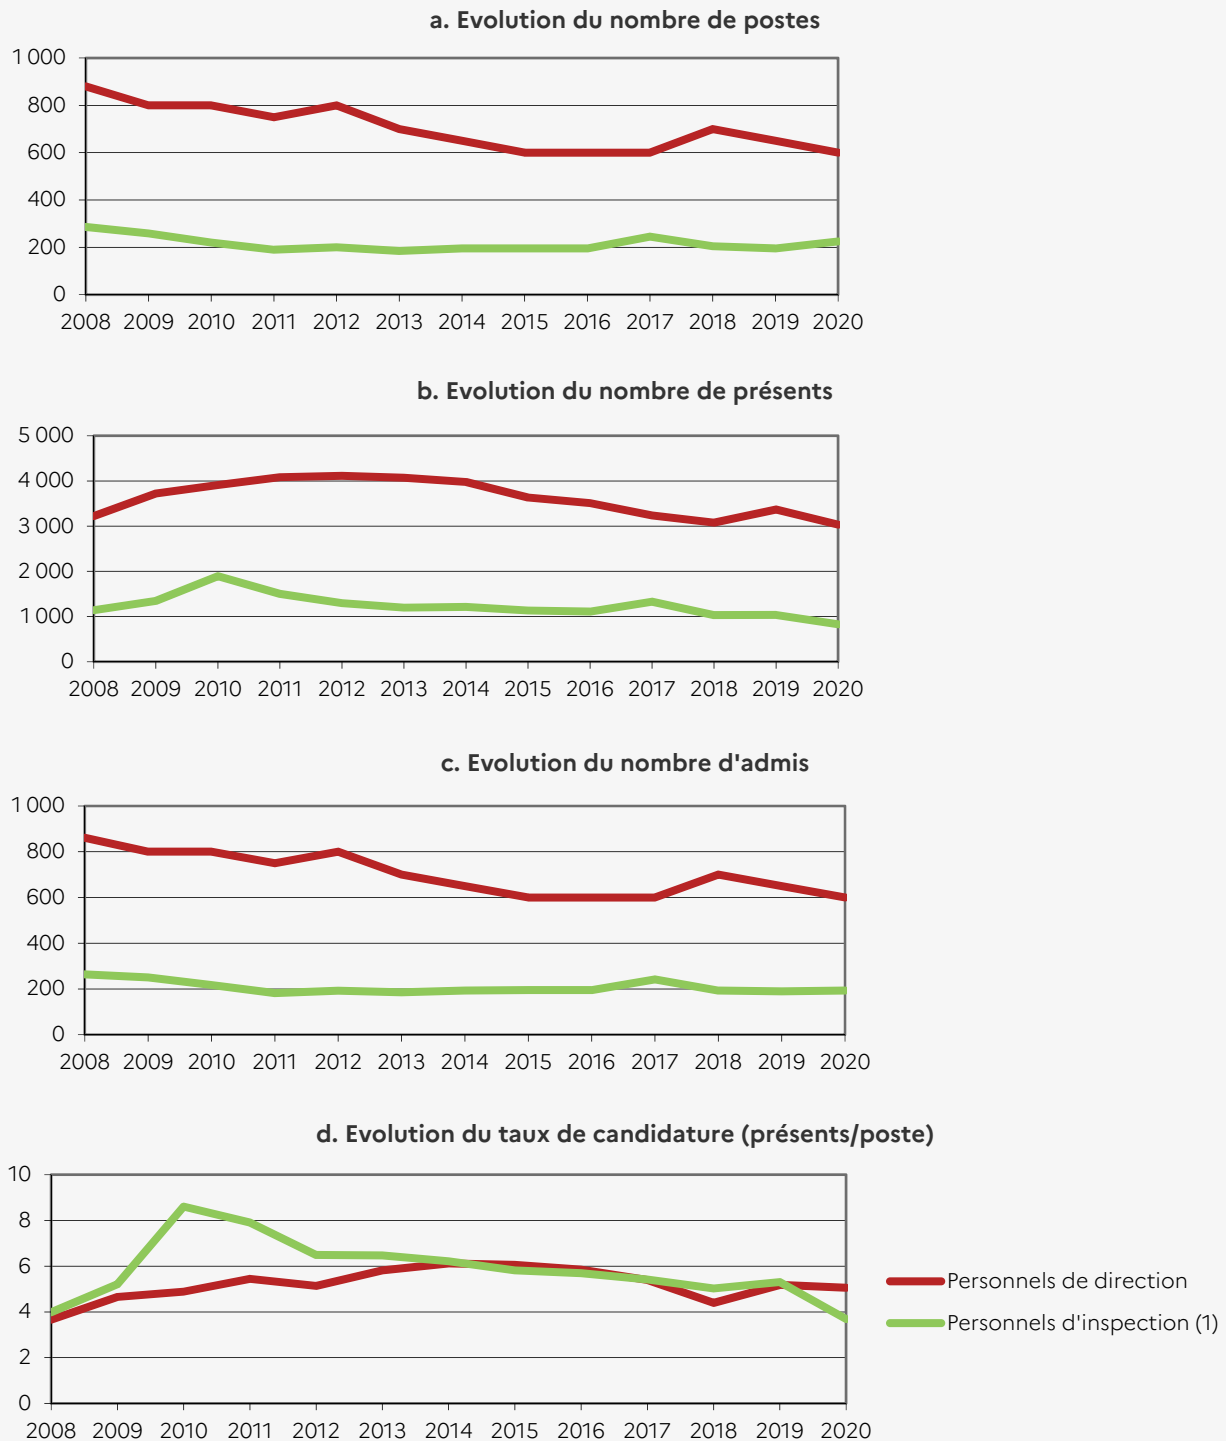 a. Evolution du nombre de postes
1 000
800
600
400
200
0
2008 2009 2010 2011 2012 2013 2014 2015 2016 2017 2018 2019 2020
b. Evolution du nombre de présents
5 000
4 000
3 000
2 000
1 000
0
2008 2009 2010 2011 2012 2013 2014 2015 2016 2017 2018 2019 2020
c. Evolution du nombre d'admis
1 000
800
600
400
200
0
2008 2009 2010 2011 2012 2013 2014 2015 2016 2017 2018 2019 2020
d. Evolution du taux de candidature (présents/poste)
10
8
6
4
2
0
2008 2009 2010 2011 2012 2013 2014 2015 2016 2017 2018 2019 2020
Personnels de direction
Personnels d'inspection (1)